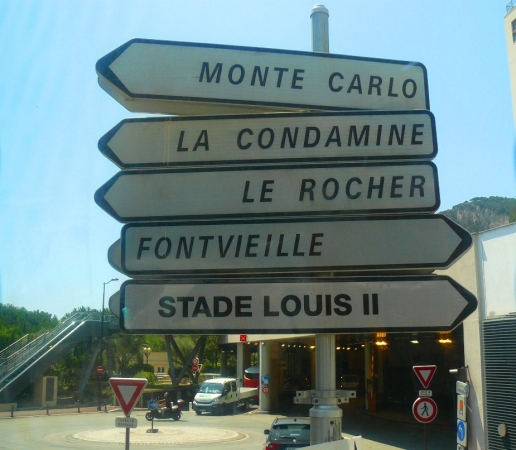 MONTE CARLO
LA CONDAMINE
LE ROCHER
FONTVIEILLE
STADE LOUIS II